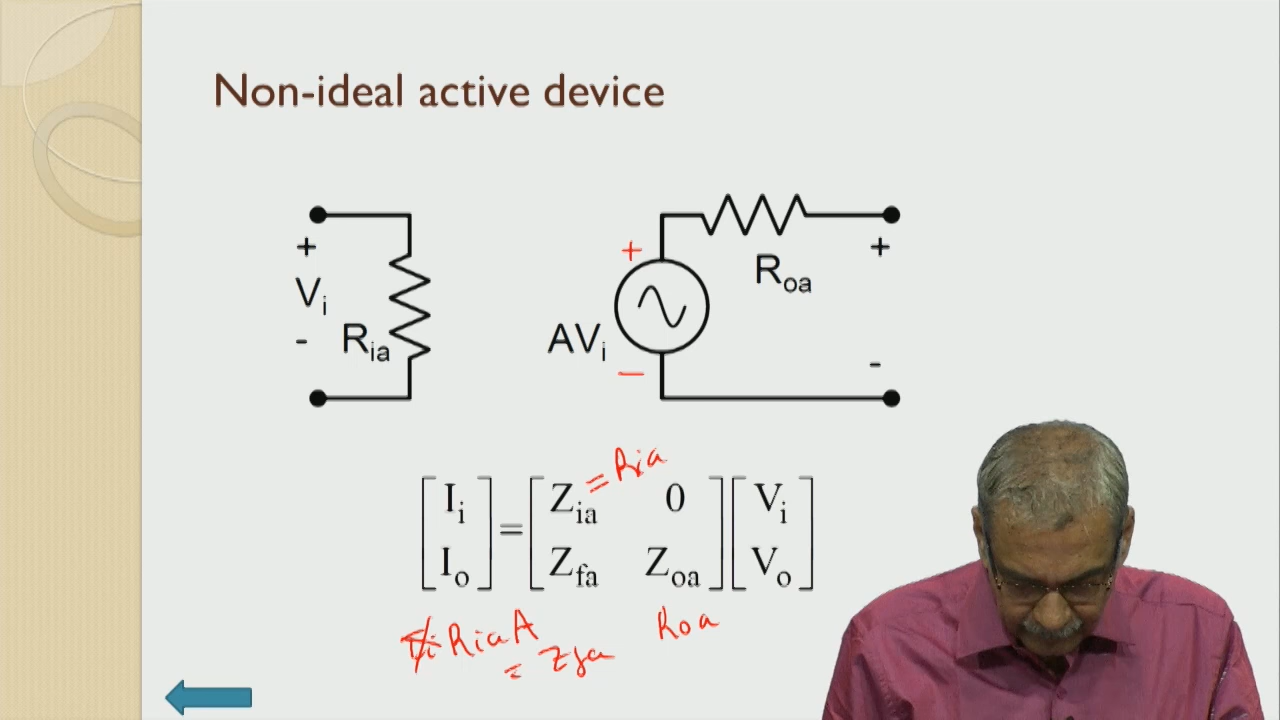 Non-ideal active device
+
+
+
Vi
Roa
- Ria
AVi
-
−
= Ria
[Ii] = [Zia 0] [Vi]
[Io] [Zfa Zoa] [Vo]
RiaA Roa
= Zfa